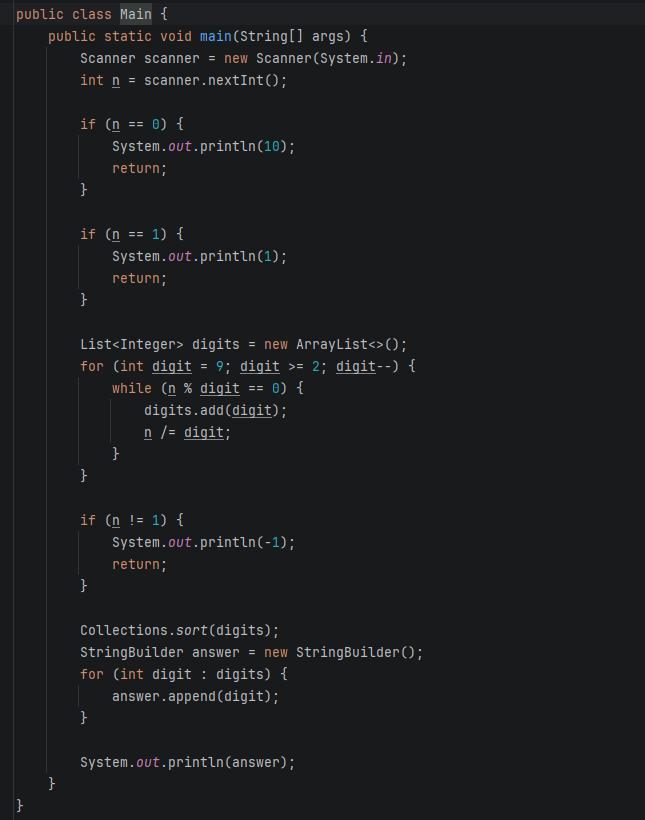 public class Main {
    public static void main(String[] args) {
        Scanner scanner = new Scanner(System.in);
        int n = scanner.nextInt();

        if (n == 0) {
            System.out.println(10);
            return;
        }

        if (n == 1) {
            System.out.println(1);
            return;
        }

        List<Integer> digits = new ArrayList<>();
        for (int digit = 9; digit >= 2; digit--) {
            while (n % digit == 0) {
                digits.add(digit);
                n /= digit;
            }
        }

        if (n != 1) {
            System.out.println(-1);
            return;
        }

        Collections.sort(digits);
        StringBuilder answer = new StringBuilder();
        for (int digit : digits) {
            answer.append(digit);
        }

        System.out.println(answer);
    }
}